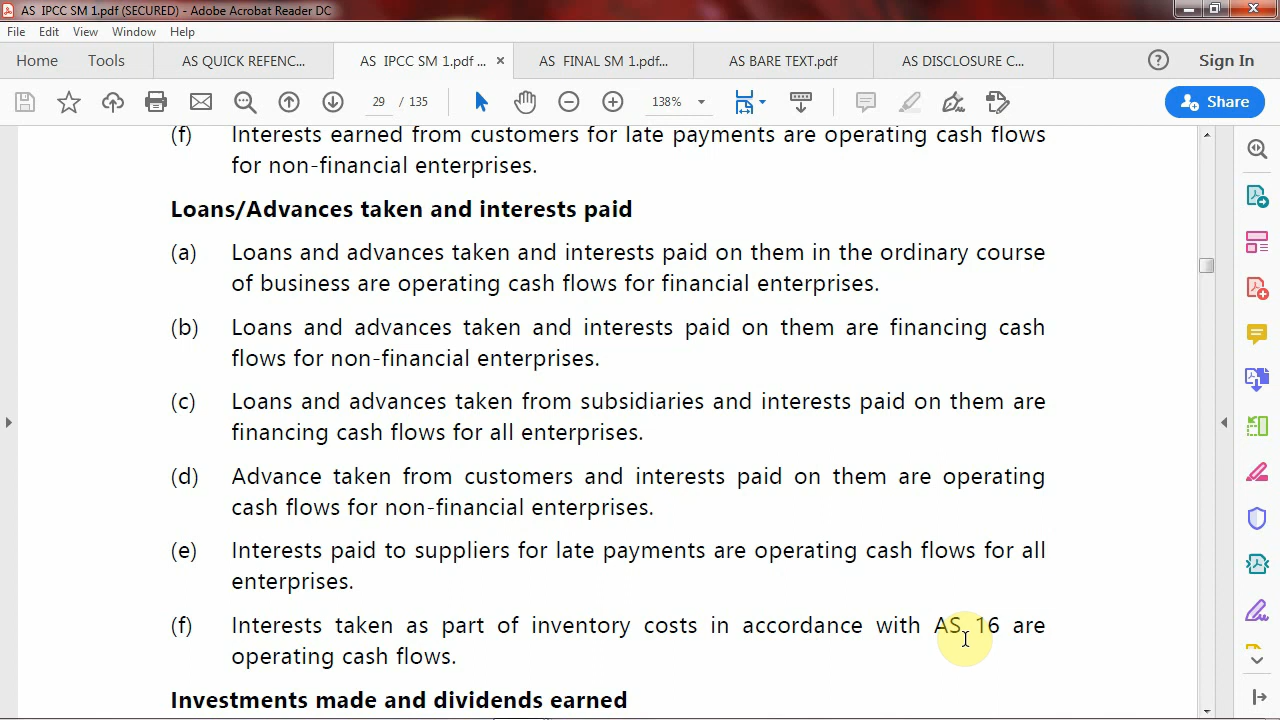 AS IPCC SM 1.pdf (SECURED) - Adobe Acrobat Reader DC
File Edit View Window Help
Home Tools AS QUICK REFENC... AS IPCC SM 1.pdf ... × AS FINAL SM 1.pdf... AS BARE TEXT.pdf AS DISCLOSURE C... Sign In
29 / 135 138% Share
(f) Interests earned from customers for late payments are operating cash flows
for non-financial enterprises.
Loans/Advances taken and interests paid
(a) Loans and advances taken and interests paid on them in the ordinary course
of business are operating cash flows for financial enterprises.
(b) Loans and advances taken and interests paid on them are financing cash
flows for non-financial enterprises.
(c) Loans and advances taken from subsidiaries and interests paid on them are
financing cash flows for all enterprises.
(d) Advance taken from customers and interests paid on them are operating
cash flows for non-financial enterprises.
(e) Interests paid to suppliers for late payments are operating cash flows for all
enterprises.
(f) Interests taken as part of inventory costs in accordance with AS 16 are
operating cash flows.
Investments made and dividends earned